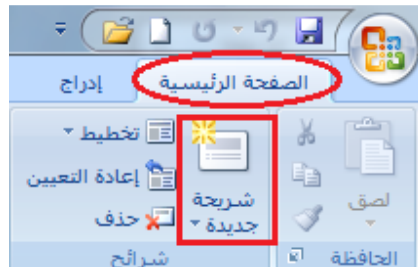 الصفحة الرئيسية إدراج
لصق
الحافظة
شريحة
جديدة
تخطيط
إعادة التعيين
حذف
شرائح